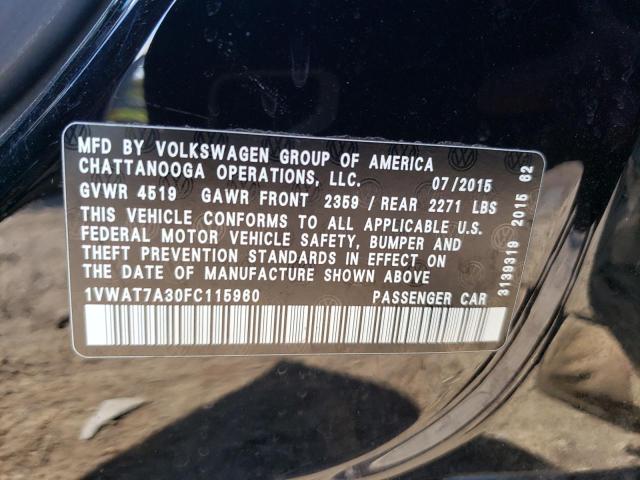 MFD BY VOLKSWAGEN GROUP OF AMERICA
CHATTANOOGA OPERATIONS, LLC. 07/2015
GVWR 4519 GAWR FRONT 2359 / REAR 2271 LBS
THIS VEHICLE CONFORMS TO ALL APPLICABLE U.S.
FEDERAL MOTOR VEHICLE SAFETY, BUMPER AND
THEFT PREVENTION STANDARDS IN EFFECT ON
THE DATE OF MANUFACTURE SHOWN ABOVE
1VWAT7A30FC115960 PASSENGER CAR
3139319 2015 62